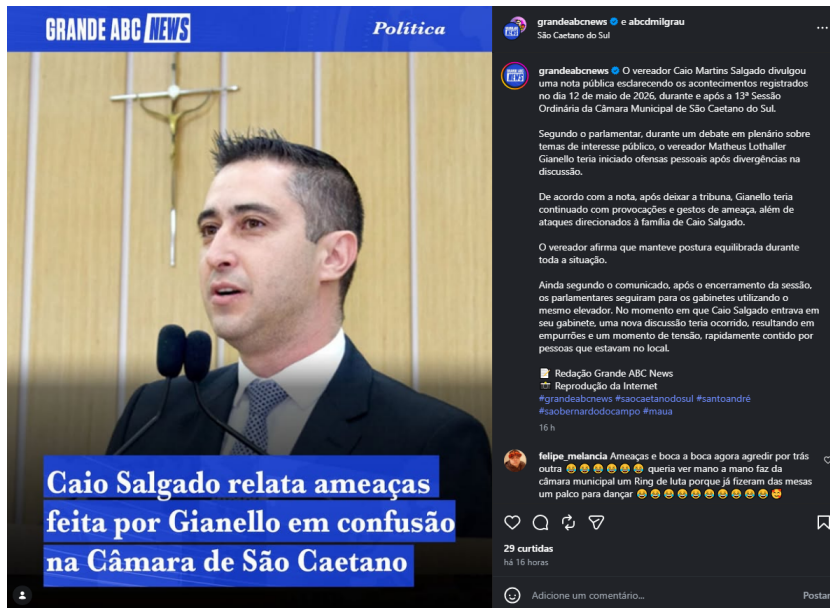 GRANDE ABC NEWS
Política
Caio Salgado relata ameaças
feita por Gianello em confusão
na Câmara de São Caetano
grandeabcnews e abcdmilgrau
São Caetano do Sul
grandeabcnews O vereador Caio Martins Salgado divulgou
uma nota pública esclarecendo os acontecimentos registrados
no dia 12 de maio de 2026, durante e após a 13ª Sessão
Ordinária da Câmara Municipal de São Caetano do Sul.
Segundo o parlamentar, durante um debate em plenário sobre
temas de interesse público, o vereador Matheus Lothaller
Gianello teria iniciado ofensas pessoais após divergências na
discussão.
De acordo com a nota, após deixar a tribuna, Gianello teria
continuado com provocações e gestos de ameaça, além de
ataques direcionados à família de Caio Salgado.
O vereador afirma que manteve postura equilibrada durante
toda a situação.
Ainda segundo o comunicado, após o encerramento da sessão,
os parlamentares seguiram para os gabinetes utilizando o
mesmo elevador. No momento em que Caio Salgado entrava em
seu gabinete, uma nova discussão teria ocorrido, resultando em
empurrões e um momento de tensão, rapidamente contido por
pessoas que estavam no local.
📝 Redação Grande ABC News
📸 Reprodução da Internet
#grandeabcnews #saocaetanodosul #santoandré
#saobernardodocampo #maua
16 h
felipe_melancia Ameaças e boca a boca agora agredir por trás
outra 😂😂😂😂😂😂 queria ver mano a mano faz da
câmara municipal um Ring de luta porque já fizeram das mesas
um palco para dançar 😂😂😂😂😂😂😂😂😂😂🥰
29 curtidas
há 16 horas
Adicione um comentário...
Postar